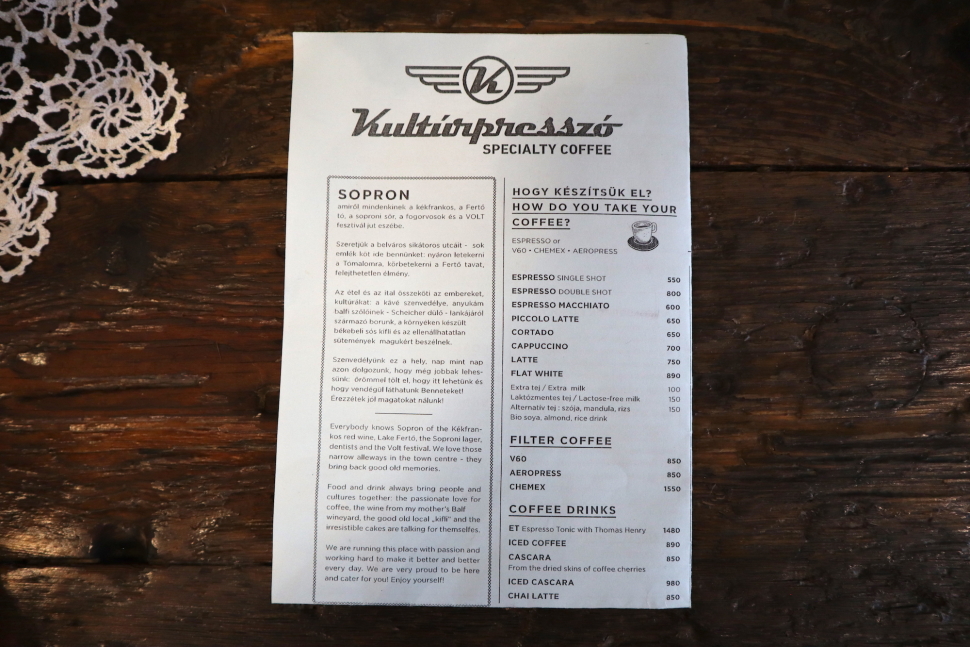 K
Kultúrpresszó
SPECIALTY COFFEE
SOPRON
amiről mindenkinek a kékfrankos, a Fertő
tó, a soproni sör, a fogorvosok és a VOLT
fesztivál jut eszébe.
Szeretjük a belváros sikátoros utcáit - sok
emlék köt ide bennünket: nyáron letekerni
a Tómalomra, körbetekerni a Fertő tavat,
felejthetetlen élmény.
Az étel és az ital összeköti az embereket,
kultúrákat: a kávé szenvedélye, anyukám
balfi szőlőinek - Scheicher dűlő - lankájáról
származó borunk, a környéken készült
békebeli sós kifli és az ellenállhatatlan
sütemények magukért beszélnek.
Szenvedélyünk ez a hely, nap mint nap
azon dolgozunk, hogy még jobbak lehes-
sünk: örömmel tölt el, hogy itt lehetünk és
hogy vendégül láthatunk Benneteket!
Érezzétek jól magatokat nálunk!
Everybody knows Sopron of the Kékfran-
kos red wine, Lake Fertő, the Soproni lager,
dentists and the Volt festival. We love those
narrow alleways in the town centre - they
bring back good old memories.
Food and drink always bring people and
cultures together: the passionate love for
coffee, the wine from my mother's Balf
wineyard, the good old local „kifli" and the
irresistible cakes are talking for themselfes.
We are running this place with passion and
working hard to make it better and better
every day. We are very proud to be here
and cater for you! Enjoy yourself!
HOGY KÉSZÍTSÜK EL?
HOW DO YOU TAKE YOUR
COFFEE?
ESPRESSO or
V60 • CHEMEX • AEROPRESS
ESPRESSO SINGLE SHOT 550
ESPRESSO DOUBLE SHOT 800
ESPRESSO MACCHIATO 600
PICCOLO LATTE 650
CORTADO 650
CAPPUCCINO 700
LATTE 750
FLAT WHITE 890
Extra tej / Extra milk 100
Laktózmentes tej / Lactose-free milk 150
Alternatív tej : szója, mandula, rizs 150
Bio soya, almond, rice drink
FILTER COFFEE
V60 850
AEROPRESS 850
CHEMEX 1550
COFFEE DRINKS
ET Espresso Tonic with Thomas Henry 1480
ICED COFFEE 890
CASCARA 850
From the dried skins of coffee cherries
ICED CASCARA 980
CHAI LATTE 850